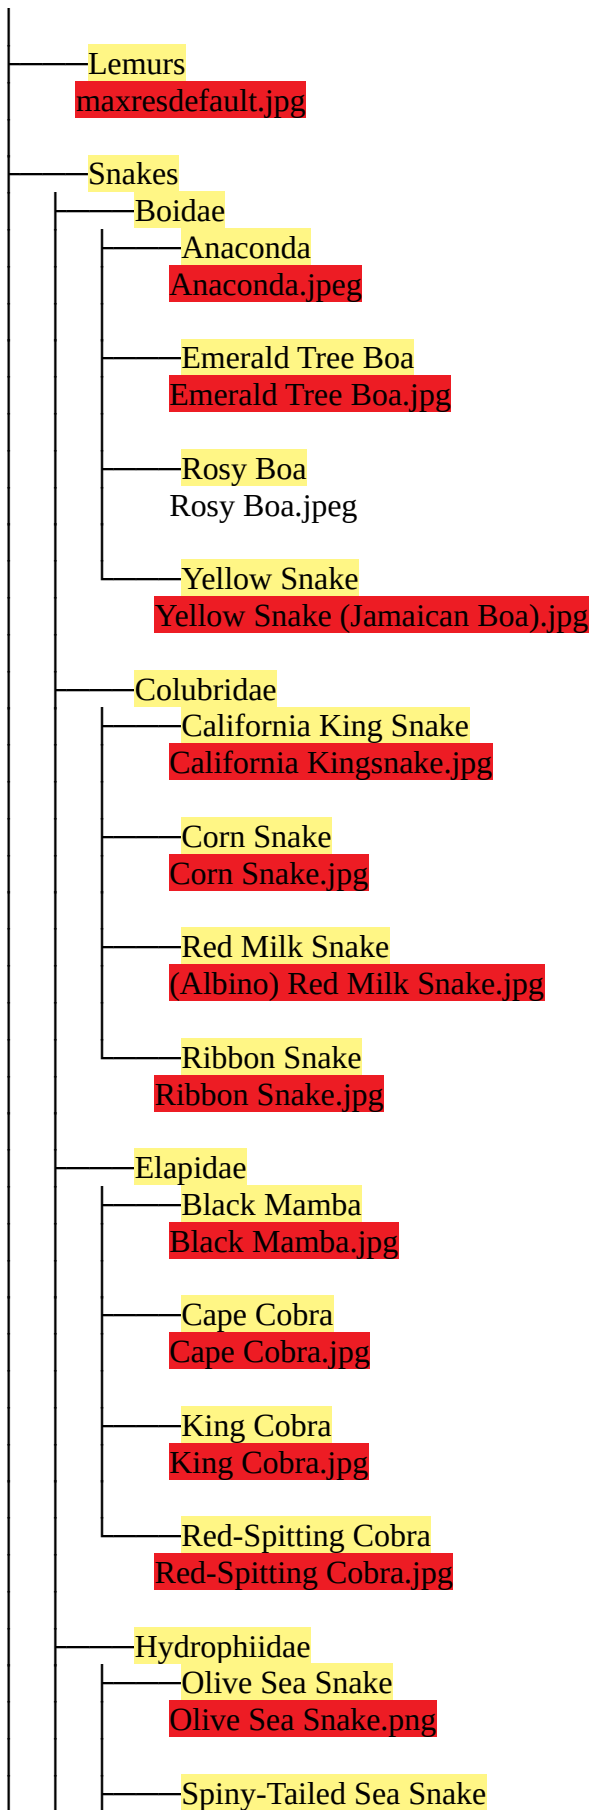 Lemurs
maxresdefault.jpg
Snakes
Boidae
Anaconda
Anaconda.jpeg
Emerald Tree Boa
Emerald Tree Boa.jpg
Rosy Boa
Rosy Boa.jpeg
Yellow Snake
Yellow Snake (Jamaican Boa).jpg
Colubridae
California King Snake
California Kingsnake.jpg
Corn Snake
Corn Snake.jpg
Red Milk Snake
(Albino) Red Milk Snake.jpg
Ribbon Snake
Ribbon Snake.jpg
Elapidae
Black Mamba
Black Mamba.jpg
Cape Cobra
Cape Cobra.jpg
King Cobra
King Cobra.jpg
Red-Spitting Cobra
Red-Spitting Cobra.jpg
Hydrophiidae
Olive Sea Snake
Olive Sea Snake.png
Spiny-Tailed Sea Snake